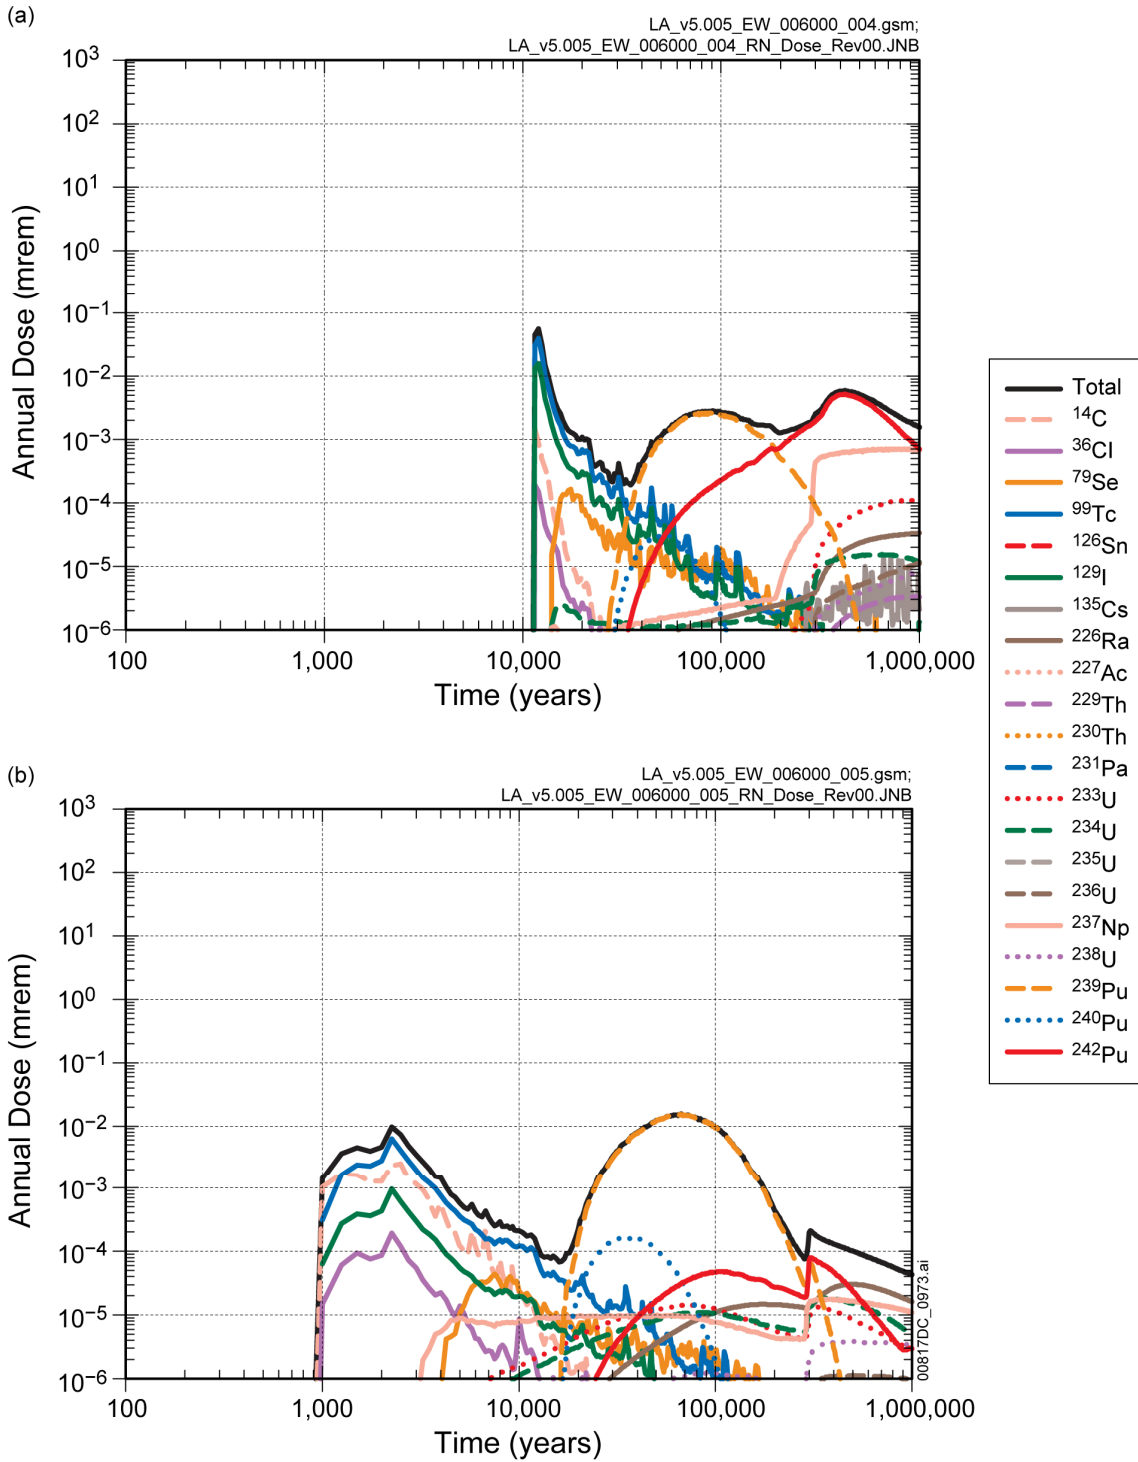 (a)
LA_v5.005_EW_006000_004.gsm;
LA_v5.005_EW_006000_004_RN_Dose_Rev00.JNB
10³
10²
10¹
10⁰
10⁻¹
10⁻²
10⁻³
10⁻⁴
10⁻⁵
10⁻⁶
Annual Dose (mrem)
100
1,000
10,000
100,000
1,000,000
Time (years)
Total
¹⁴C
³⁶Cl
⁷⁹Se
⁹⁹Tc
¹²⁶Sn
¹²⁹I
¹³⁵Cs
²²⁶Ra
²²⁷Ac
²²⁹Th
²³⁰Th
²³¹Pa
²³³U
²³⁴U
²³⁵U
²³⁶U
²³⁷Np
²³⁸U
²³⁹Pu
²⁴⁰Pu
²⁴²Pu
(b)
LA_v5.005_EW_006000_005.gsm;
LA_v5.005_EW_006000_005_RN_Dose_Rev00.JNB
10³
10²
10¹
10⁰
10⁻¹
10⁻²
10⁻³
10⁻⁴
10⁻⁵
10⁻⁶
Annual Dose (mrem)
100
1,000
10,000
100,000
1,000,000
Time (years)
00817DC_0973.ai